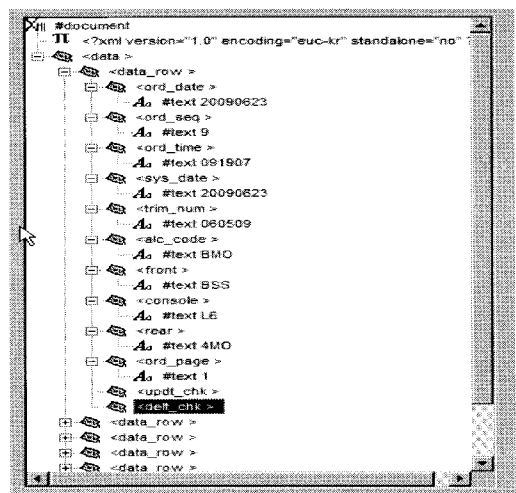 #document
<?xml version="1.0" encoding="euc-kr" standalone="no"
<data >
<data_row >
<ord_date >
#text 20090623
<ord_seq >
#text 9
<ord_time >
#text 091907
<sys_date >
#text 20090623
<trim_num >
#text 060509
<alc_code >
#text BMO
<front >
#text BSS
<console >
#text L6
<rear >
#text 4MO
<ord_page >
#text 1
<updt_chk >
<delt_chk >
<data_row >
<data_row >
<data_row >
<data_row >